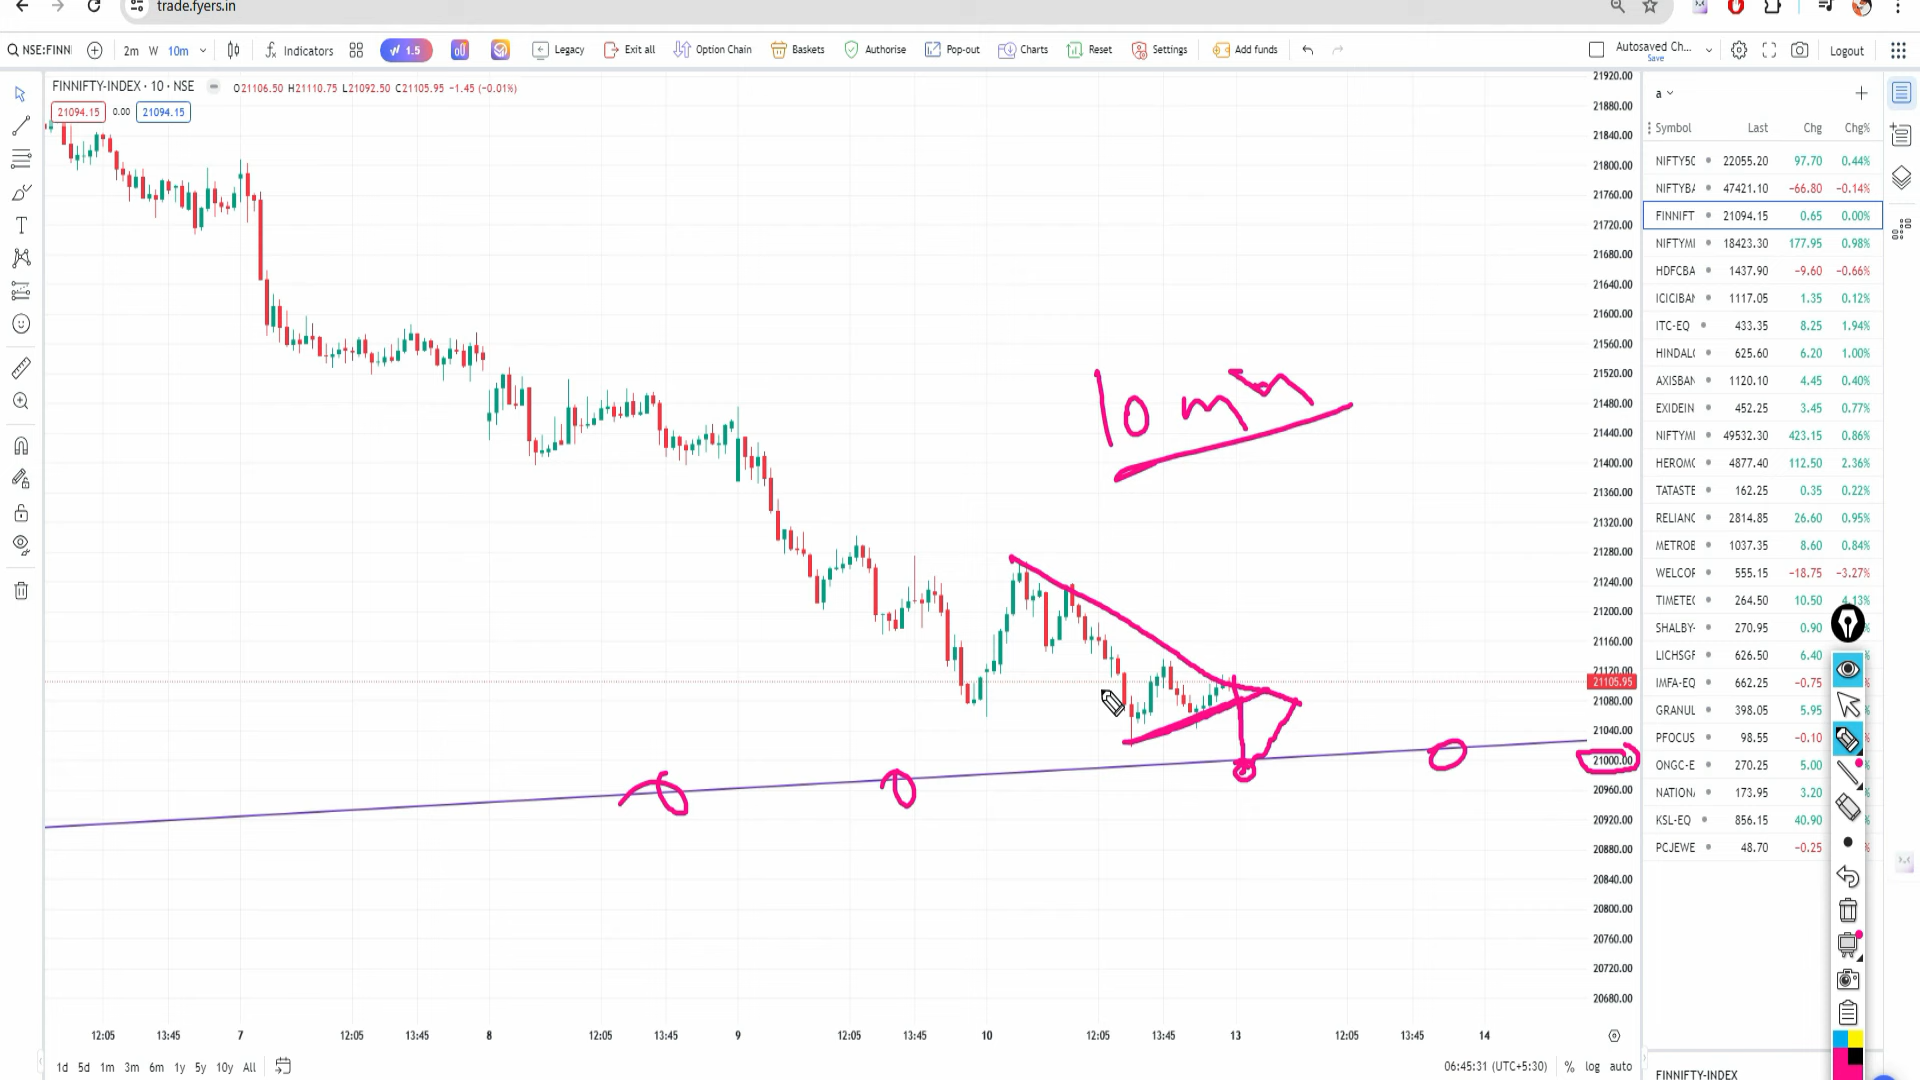 trade.fyers.in
NSE:FINNI 2m W 10m Indicators 1.5 Legacy Exit all Option Chain Baskets Authorise Pop-out Charts Reset Settings Add funds Autosaved Ch... Save Logout
FINNIFTY-INDEX · 10 · NSE O21106.50 H21110.75 L21092.50 C21105.95 −1.45 (−0.01%)
21094.15 0.00 21094.15
10 min
21920.00
21880.00
21840.00
21800.00
21760.00
21720.00
21680.00
21640.00
21600.00
21560.00
21520.00
21480.00
21440.00
21400.00
21360.00
21320.00
21280.00
21240.00
21200.00
21160.00
21120.00
21105.95
21080.00
21040.00
21000.00
20960.00
20920.00
20880.00
20840.00
20800.00
20760.00
20720.00
20680.00
12:05 13:45 7 12:05 13:45 8 12:05 13:45 9 12:05 13:45 10 12:05 13:45 13 12:05 13:45 14
1d 5d 1m 3m 6m 1y 5y 10y All 06:45:31 (UTC+5:30) % log auto
a
Symbol Last Chg Chg%
NIFTY50 22055.20 97.70 0.44%
NIFTYBA 47421.10 −66.80 −0.14%
FINNIFT 21094.15 0.65 0.00%
NIFTYMI 18423.30 177.95 0.98%
HDFCBA 1437.90 −9.60 −0.66%
ICICIBAN 1117.05 1.35 0.12%
ITC-EQ 433.35 8.25 1.94%
HINDALC 625.60 6.20 1.00%
AXISBAN 1120.10 4.45 0.40%
EXIDEIN 452.25 3.45 0.77%
NIFTYMI 49532.30 423.15 0.86%
HEROMC 4877.40 112.50 2.36%
TATASTE 162.25 0.35 0.22%
RELIANC 2814.85 26.60 0.95%
METROB 1037.35 8.60 0.84%
WELCOR 555.15 −18.75 −3.27%
TIMETEC 264.50 10.50 4.13%
SHALBY- 270.95 0.90
LICHSGF 626.50 6.40
IMFA-EQ 662.25 −0.75
GRANUL 398.05 5.95
PFOCUS 98.55 −0.10
ONGC-E 270.25 5.00
NATION 173.95 3.20
KSL-EQ 856.15 40.90
PCJEWE 48.70 −0.25
FINNIFTY-INDEX